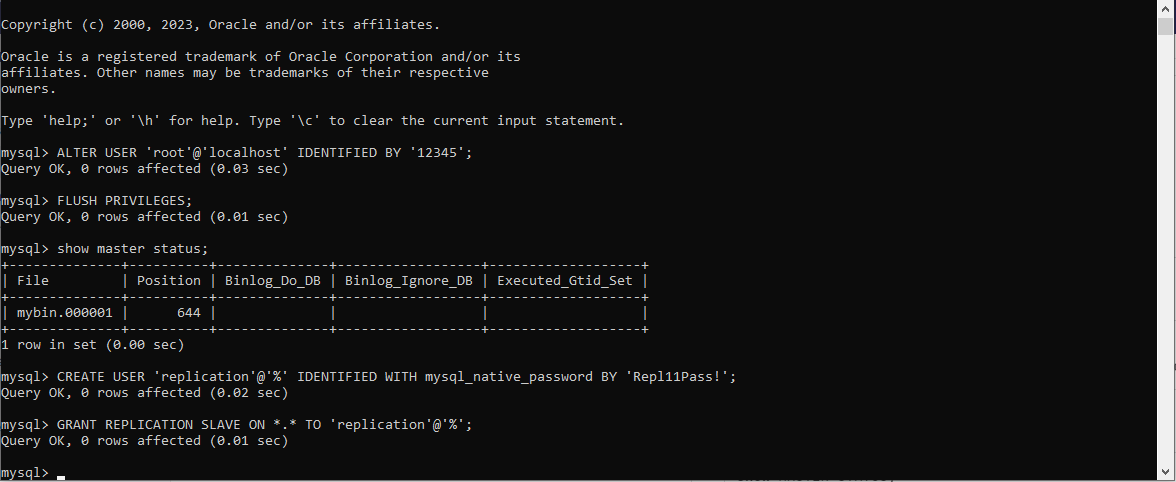 Copyright (c) 2000, 2023, Oracle and/or its affiliates.
Oracle is a registered trademark of Oracle Corporation and/or its
affiliates. Other names may be trademarks of their respective
owners.
Type 'help;' or '\h' for help. Type '\c' to clear the current input statement.
mysql> ALTER USER 'root'@'localhost' IDENTIFIED BY '12345';
Query OK, 0 rows affected (0.03 sec)
mysql> FLUSH PRIVILEGES;
Query OK, 0 rows affected (0.01 sec)
mysql> show master status;
+--------------+----------+--------------+------------------+-------------------+
| File         | Position | Binlog_Do_DB | Binlog_Ignore_DB | Executed_Gtid_Set |
+--------------+----------+--------------+------------------+-------------------+
| mybin.000001 |      644 |              |                  |                   |
+--------------+----------+--------------+------------------+-------------------+
1 row in set (0.00 sec)
mysql> CREATE USER 'replication'@'%' IDENTIFIED WITH mysql_native_password BY 'Repl11Pass!';
Query OK, 0 rows affected (0.02 sec)
mysql> GRANT REPLICATION SLAVE ON *.* TO 'replication'@'%';
Query OK, 0 rows affected (0.01 sec)
mysql>